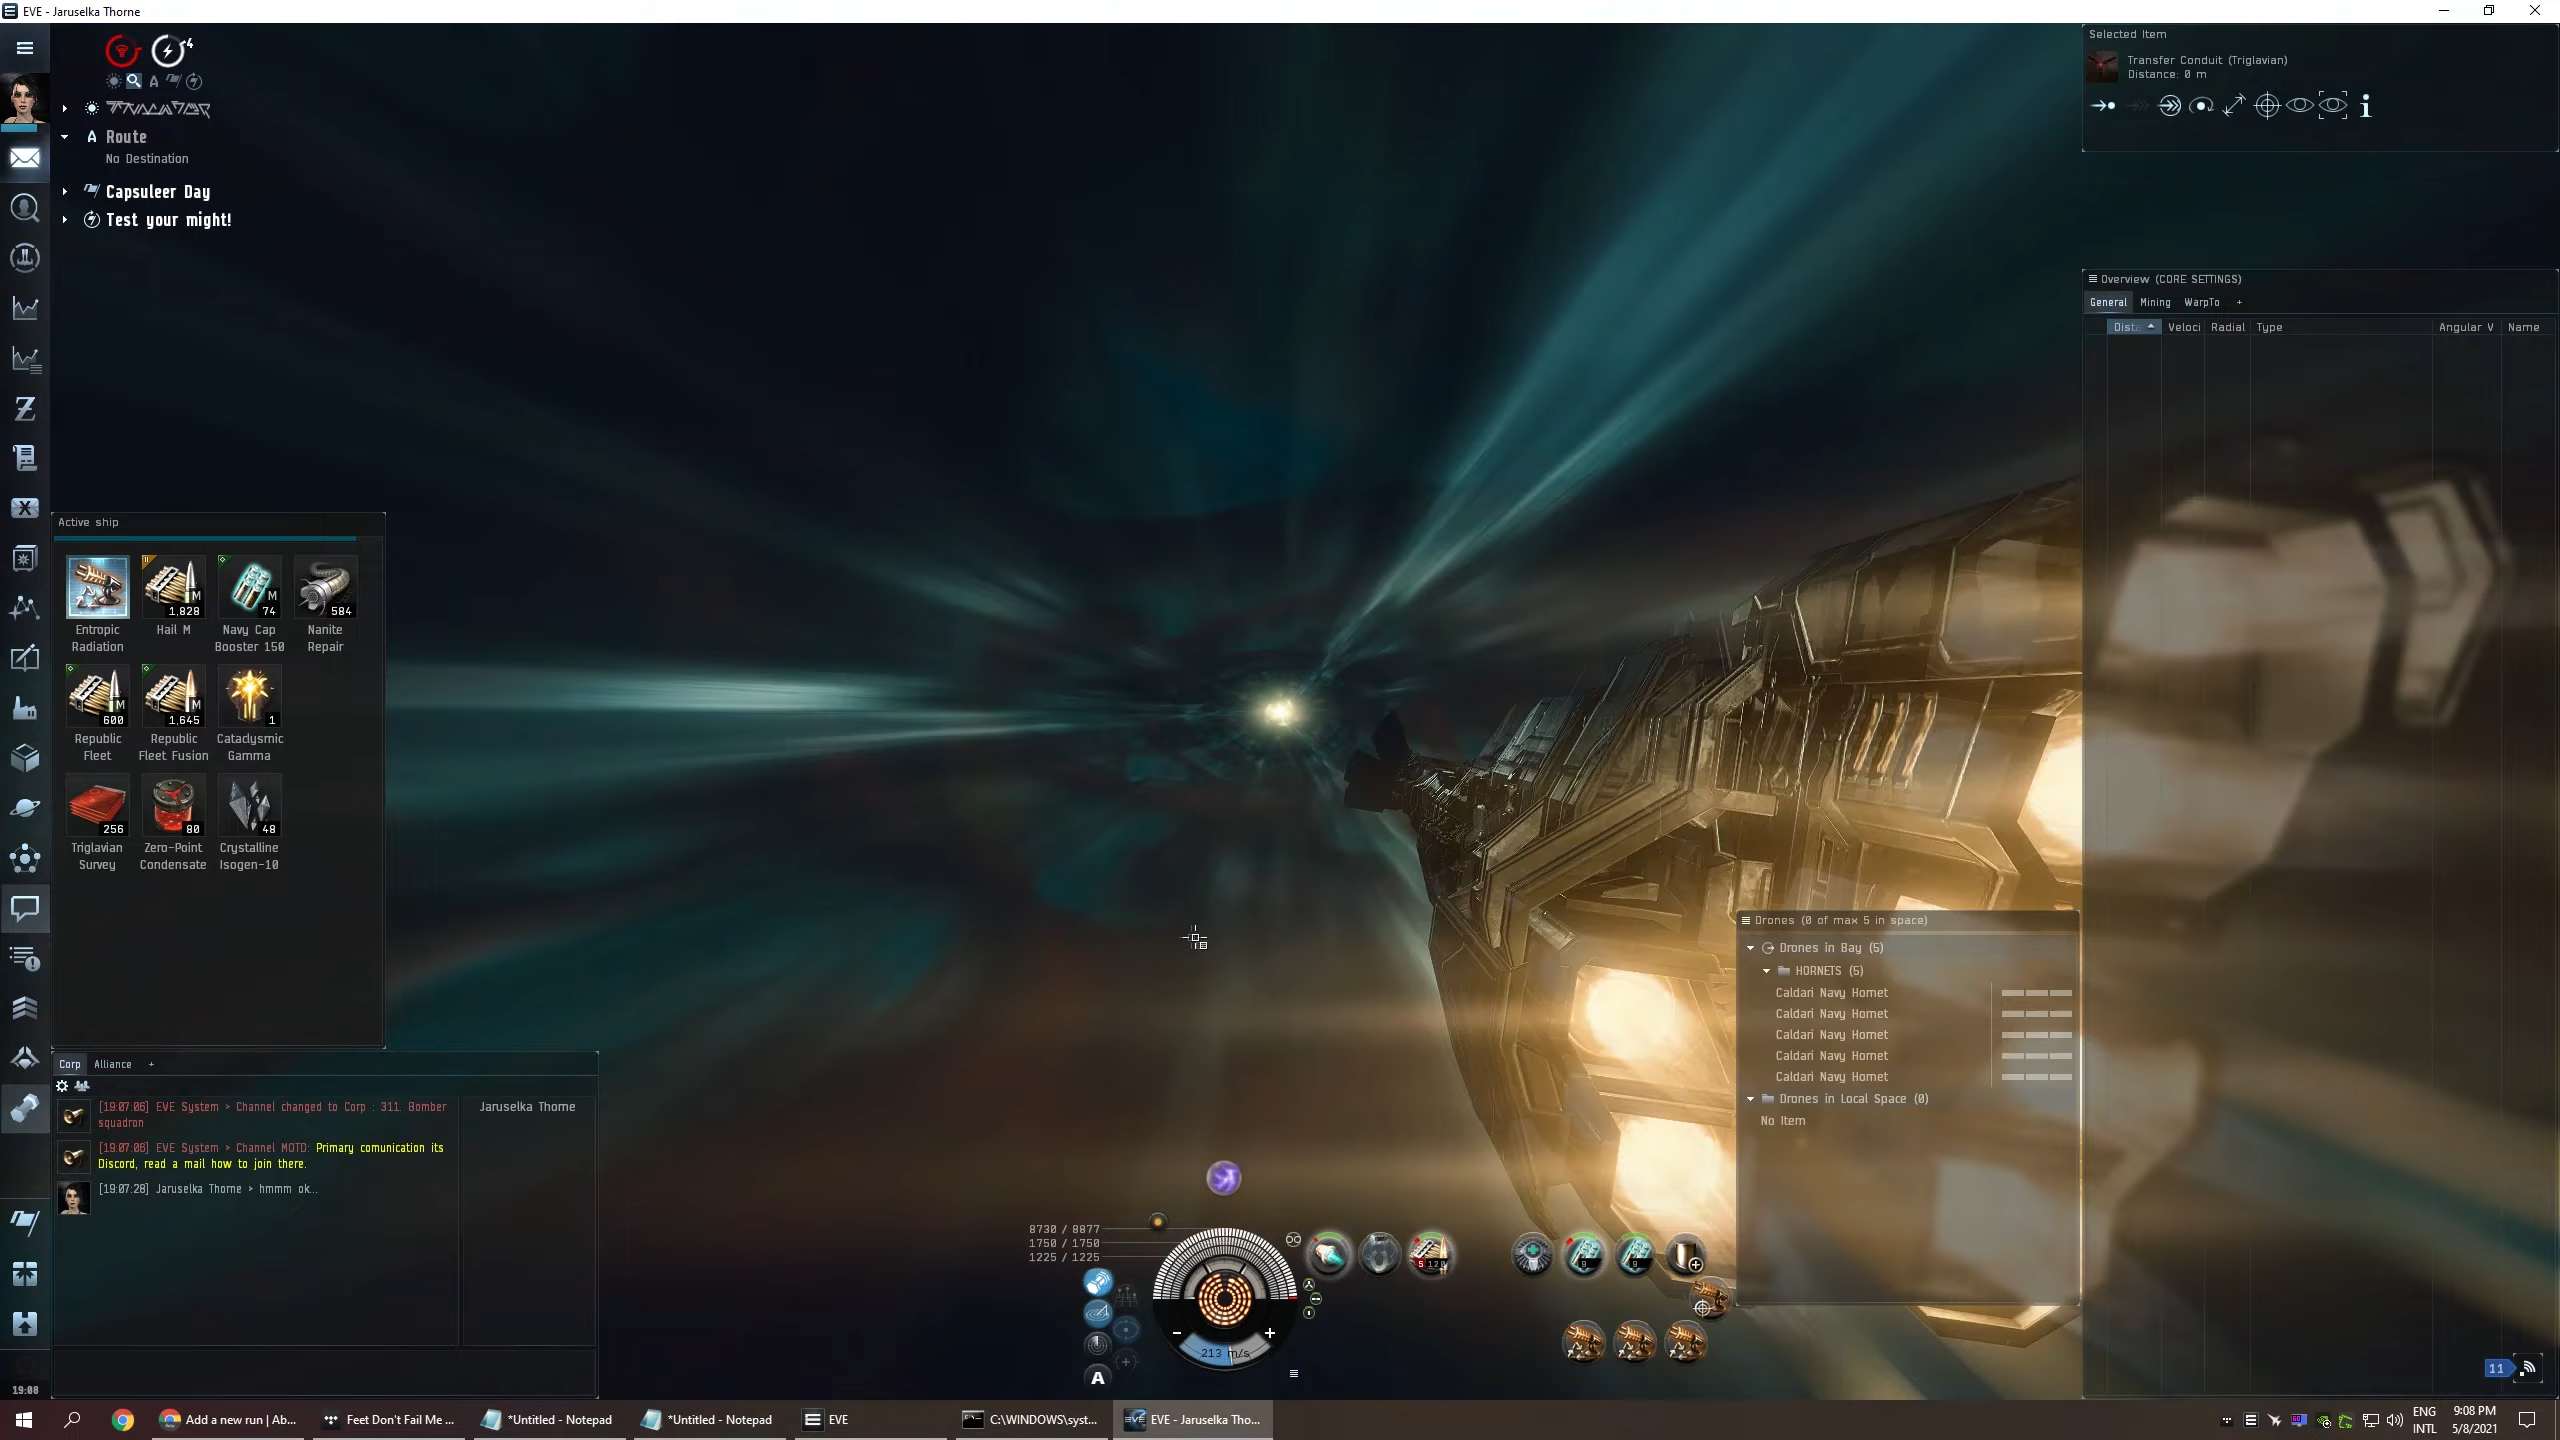 EVE - Jaruselka Thorne
4
Route
No Destination
Capsuleer Day
Test your might!
Selected Item
Transfer Conduit (Triglavian)
Distance: 0 m
Overview (CORE SETTINGS)
General Mining WarpTo +
Dista Veloci Radial Type Angular V Name
Active ship
M 1,828
M 74
584
Entropic Radiation
Hail M
Navy Cap Booster 150
Nanite Repair
M 600
M 1,645
1
Republic Fleet
Republic Fleet Fusion
Cataclysmic Gamma
256
80
48
Triglavian Survey
Zero-Point Condensate
Crystalline Isogen-10
Drones (0 of max 5 in space)
Drones in Bay (5)
HORNETS (5)
Caldari Navy Hornet
Caldari Navy Hornet
Caldari Navy Hornet
Caldari Navy Hornet
Caldari Navy Hornet
Drones in Local Space (0)
No Item
Corp Alliance +
[19:07:06] EVE System > Channel changed to Corp : 311. Bomber
squadron
[19:07:06] EVE System > Channel MOTD: Primary comunication its
Discord, read a mail how to join there.
[19:07:28] Jaruselka Thorne > hmmm ok...
Jaruselka Thorne
8730 / 8877
1750 / 1750
1225 / 1225
5 120
9
9
213 m/s
A
11
19:08
Add a new run | Ab...
Feet Don't Fail Me ...
*Untitled - Notepad
*Untitled - Notepad
EVE
C:\WINDOWS\syst...
EVE - Jaruselka Tho...
ENG
INTL
9:08 PM
5/8/2021